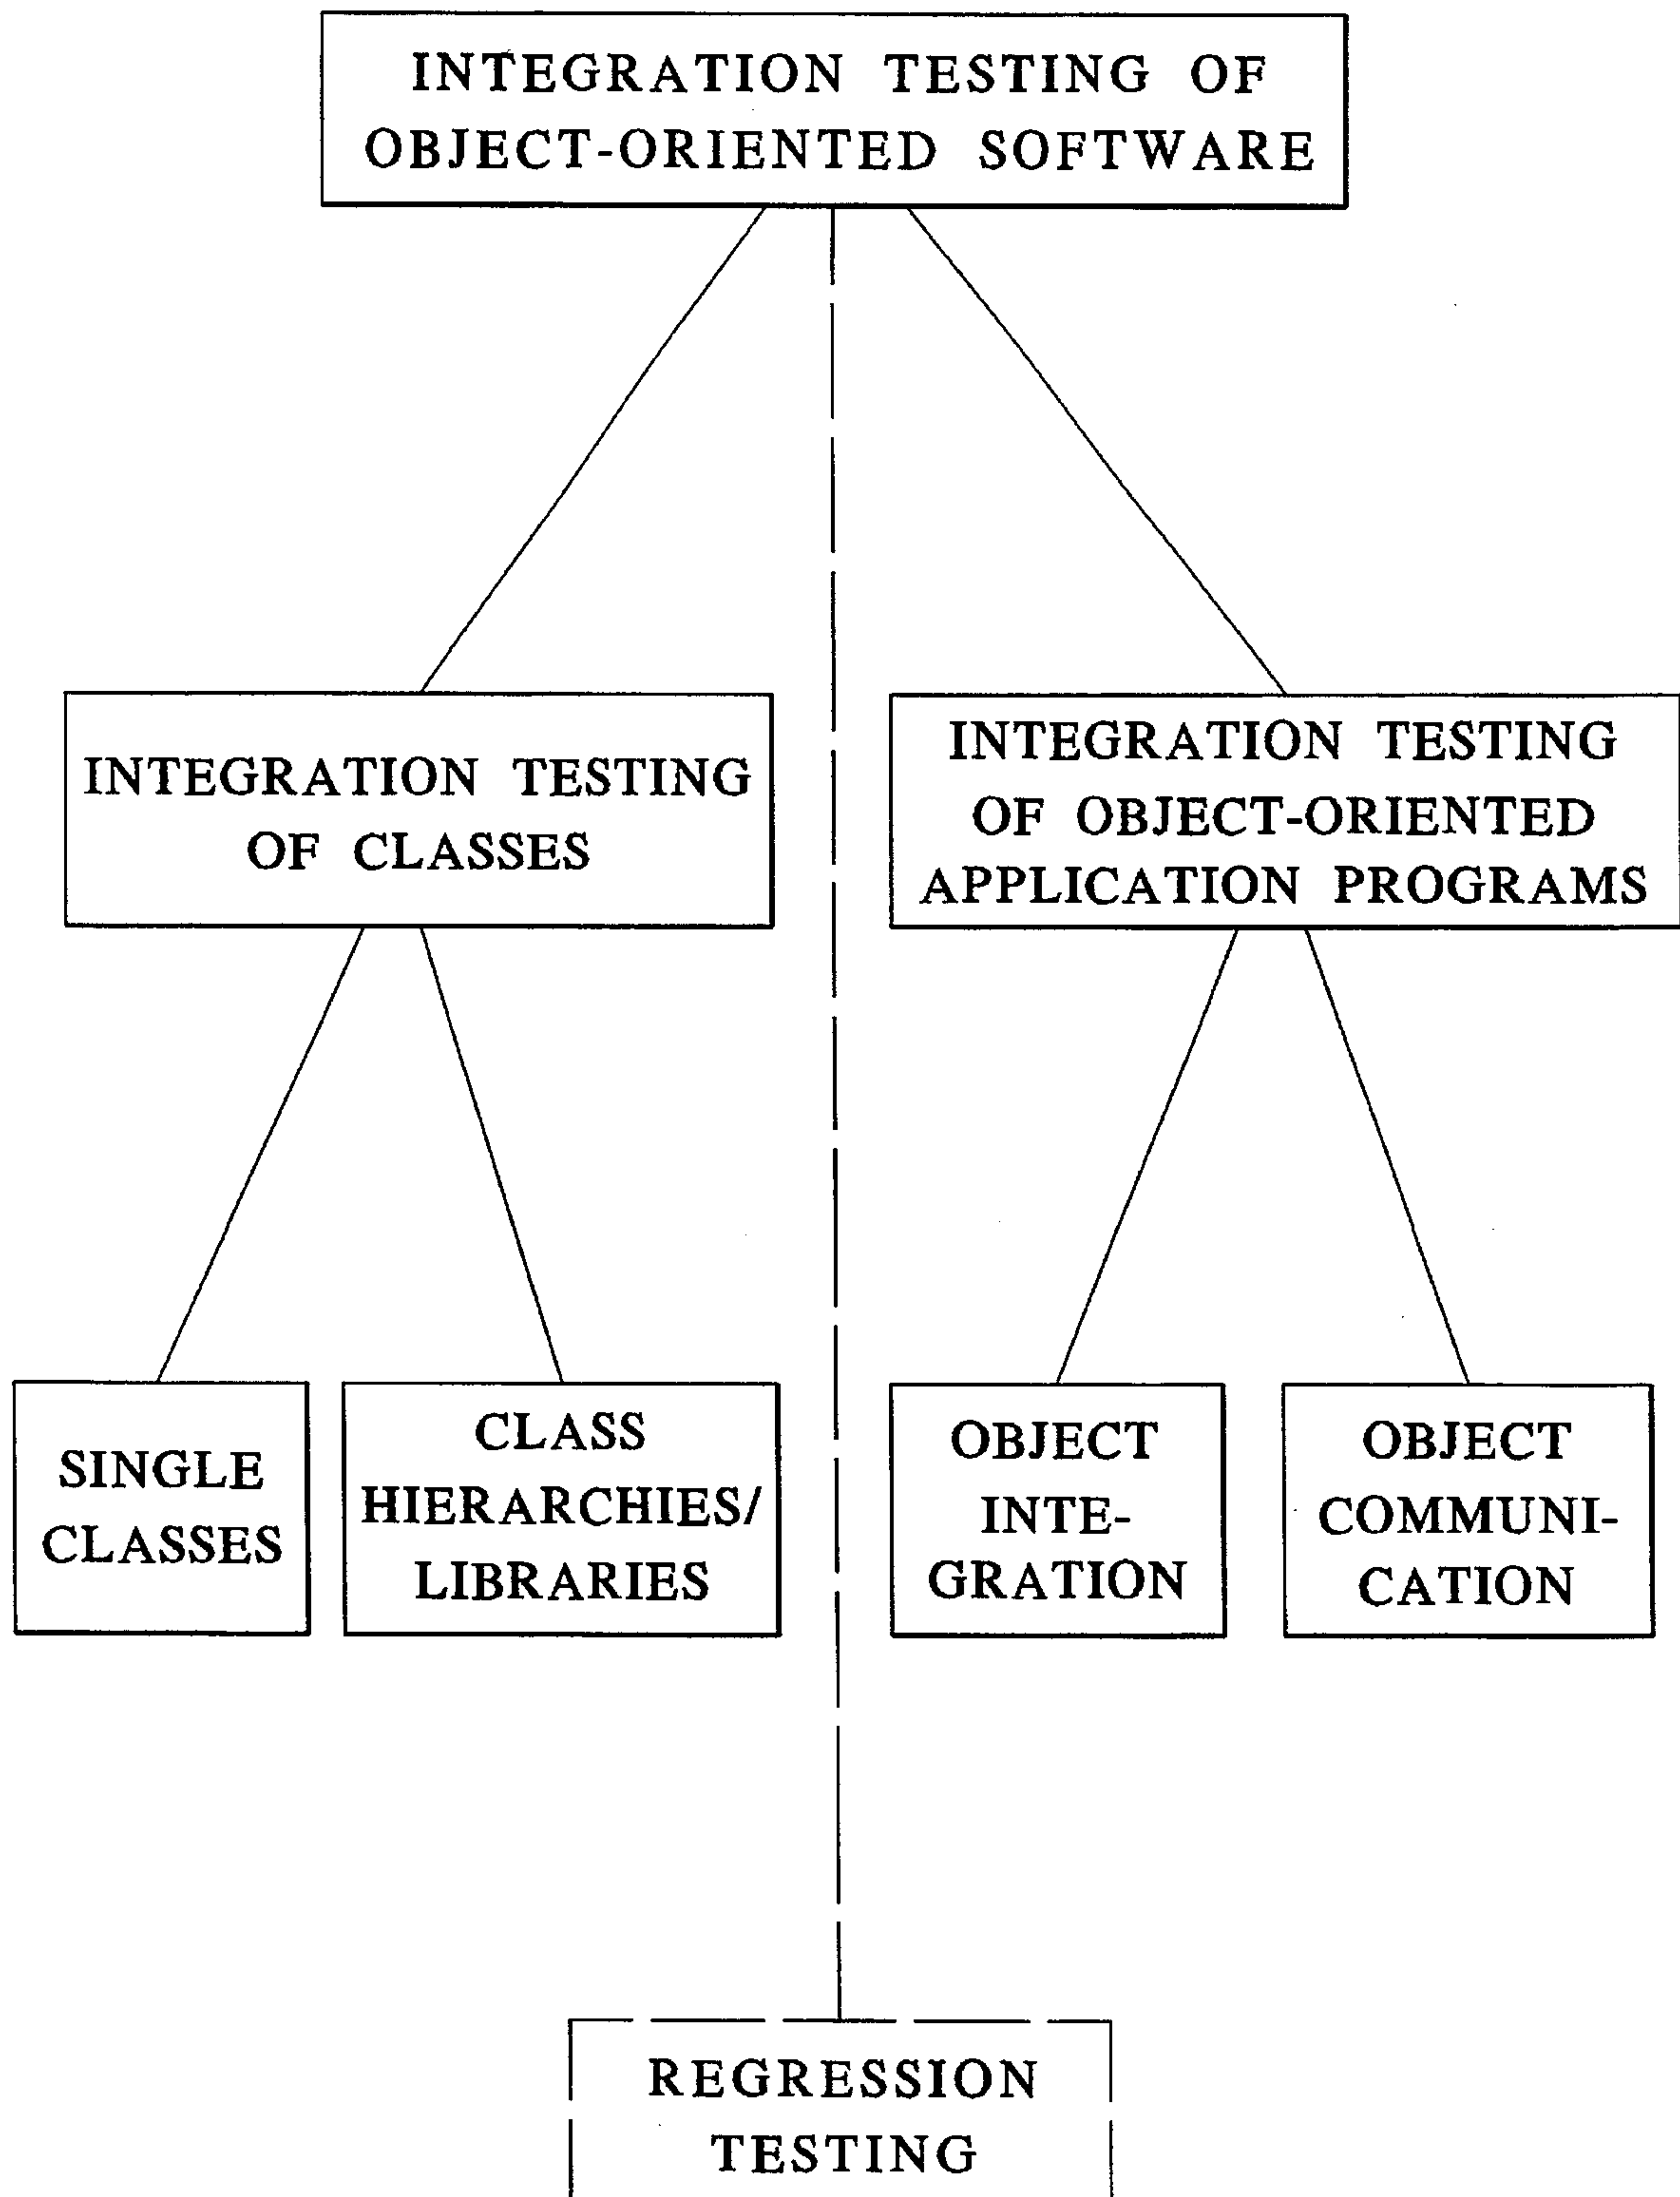 INTEGRATION TESTING OF
OBJECT-ORIENTED SOFTWARE
INTEGRATION TESTING
OF CLASSES
INTEGRATION TESTING
OF OBJECT-ORIENTED
APPLICATION PROGRAMS
SINGLE
CLASSES
CLASS
HIERARCHIES/
LIBRARIES
OBJECT
INTE-
GRATION
OBJECT
COMMUNI-
CATION
REGRESSION
TESTING